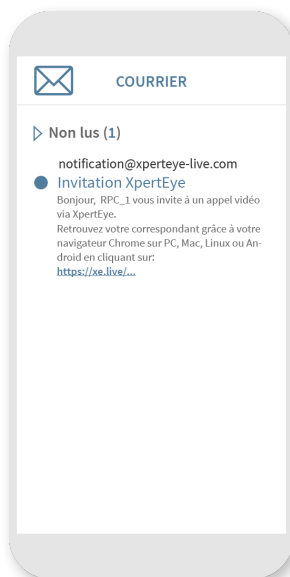 COURRIER
Non lus (1)
notification@xperteye-live.com
Invitation XpertEye
Bonjour, RPC_1 vous invite à un appel vidéo
via XpertEye.
Retrouvez votre correspondant grâce à votre
navigateur Chrome sur PC, Mac, Linux ou An-
droid en cliquant sur:
https://xe.live/...